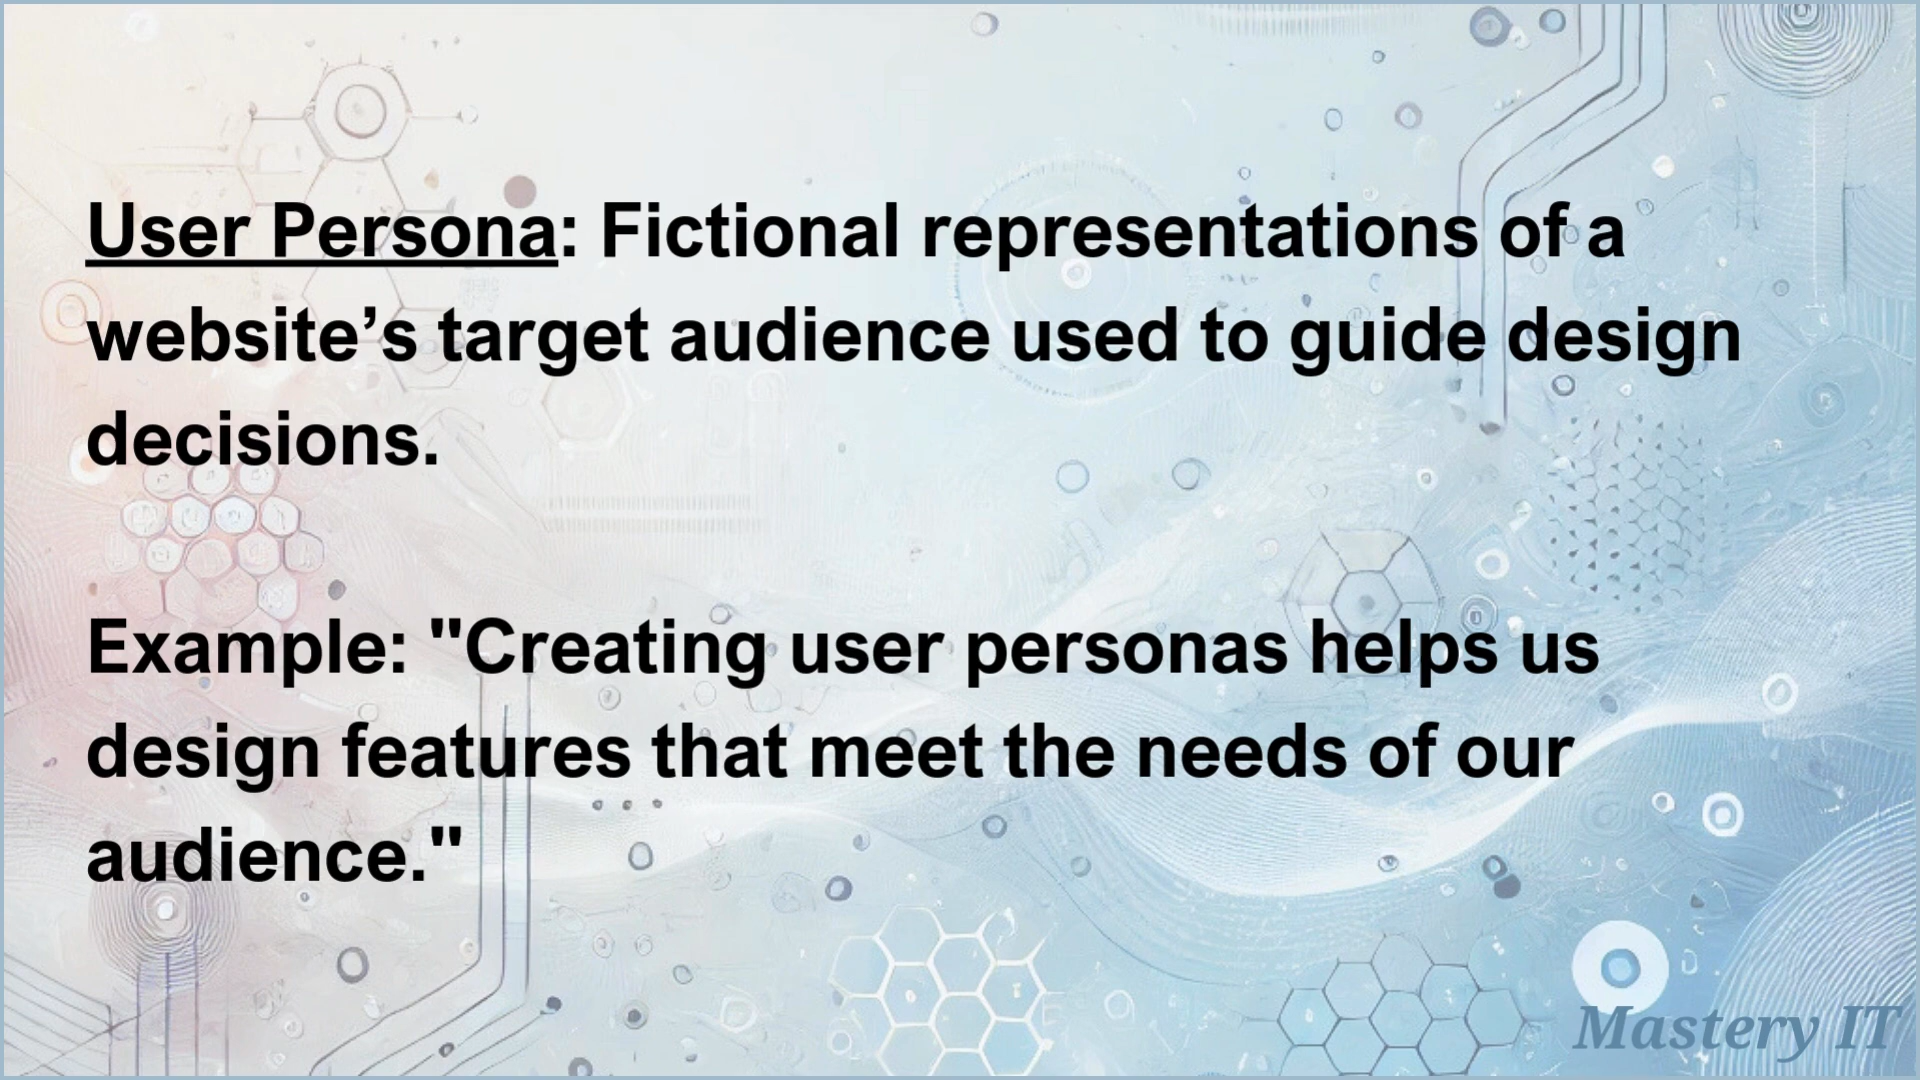 User Persona: Fictional representations of a
website’s target audience used to guide design
decisions.
Example: "Creating user personas helps us
design features that meet the needs of our
audience."
Mastery IT